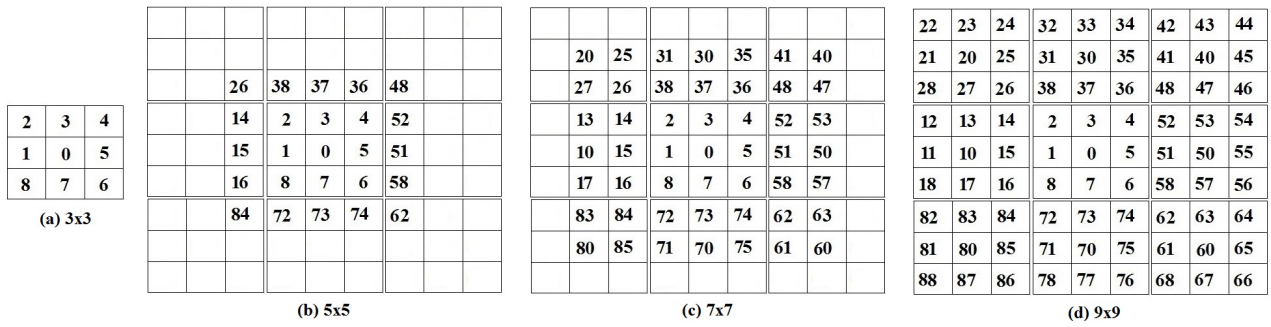 2 3 4
1 0 5
8 7 6
(a) 3x3
26 38 37 36 48
14 2 3 4 52
15 1 0 5 51
16 8 7 6 58
84 72 73 74 62
(b) 5x5
20 25 31 30 35 41 40
27 26 38 37 36 48 47
13 14 2 3 4 52 53
10 15 1 0 5 51 50
17 16 8 7 6 58 57
83 84 72 73 74 62 63
80 85 71 70 75 61 60
(c) 7x7
22 23 24 32 33 34 42 43 44
21 20 25 31 30 35 41 40 45
28 27 26 38 37 36 48 47 46
12 13 14 2 3 4 52 53 54
11 10 15 1 0 5 51 50 55
18 17 16 8 7 6 58 57 56
82 83 84 72 73 74 62 63 64
81 80 85 71 70 75 61 60 65
88 87 86 78 77 76 68 67 66
(d) 9x9